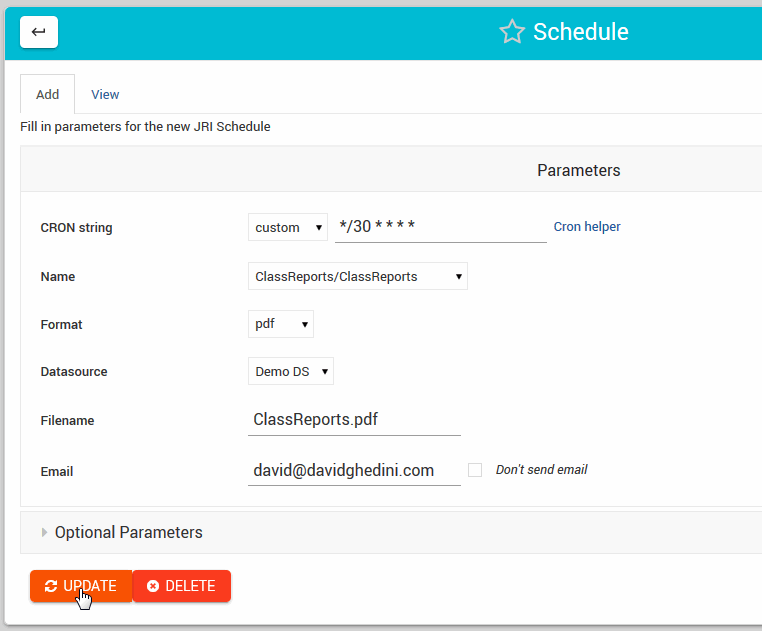 Schedule
Add View
Fill in parameters for the new JRI Schedule
Parameters
CRON string custom */30 * * * * Cron helper
Name ClassReports/ClassReports
Format pdf
Datasource Demo DS
Filename ClassReports.pdf
Email david@davidghedini.com Don't send email
Optional Parameters
UPDATE DELETE